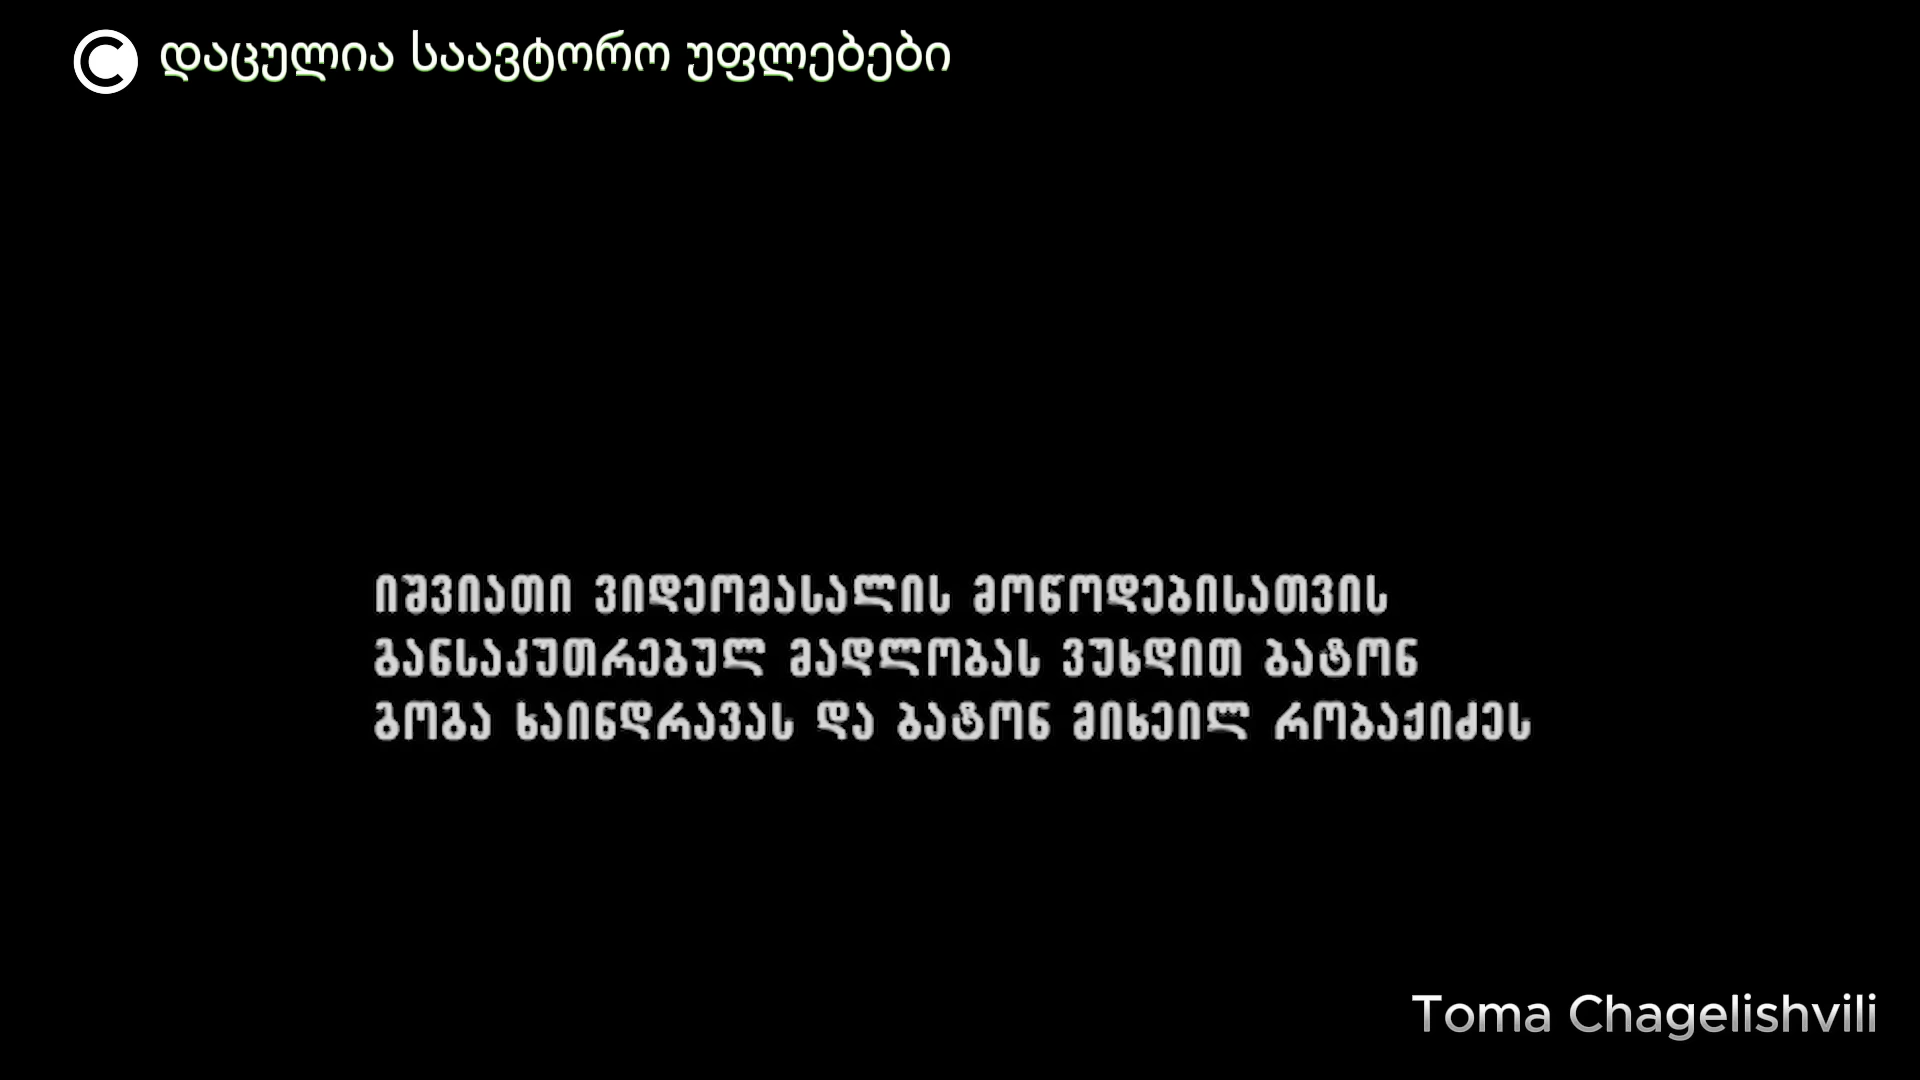 © დაცულია საავტორო უფლებები
იშვიათი ვიდეომასალის მოწოდებისათვის
განსაკუთრებულ მადლობას ვუხდით ბატონ
გოგა ხაინდრავას და ბატონ მიხეილ რობაქიძეს
Toma Chagelishvili